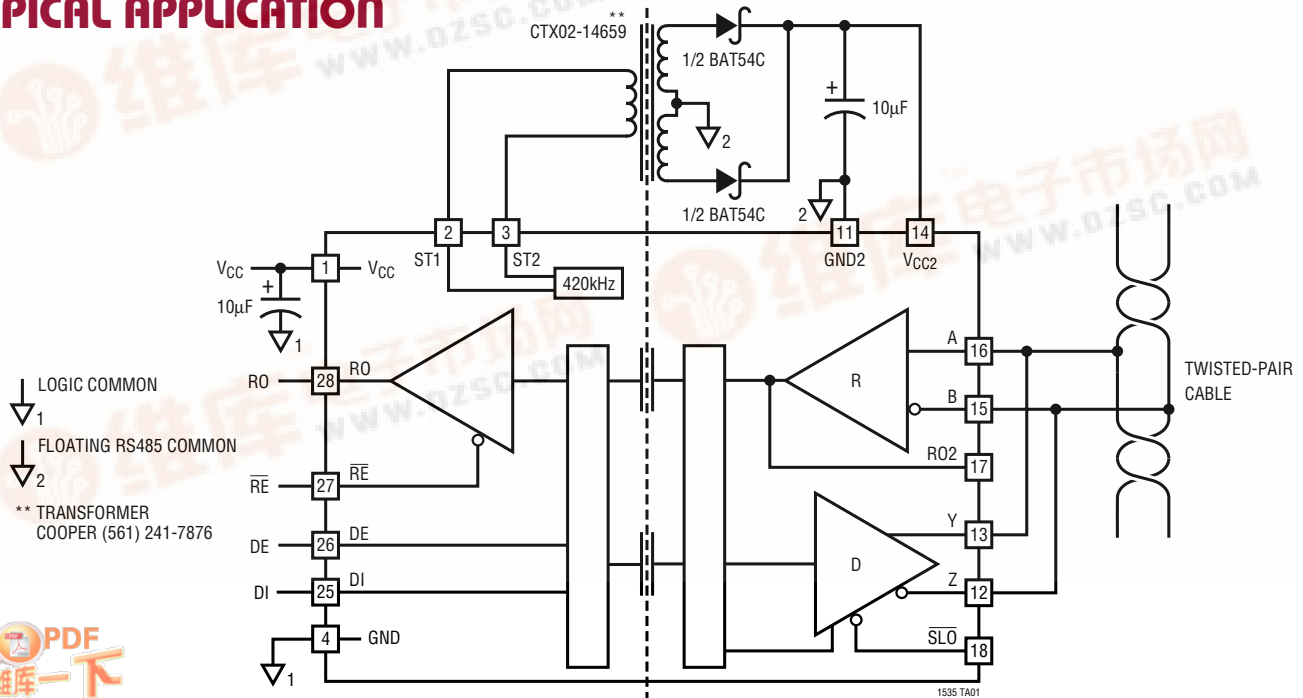 PICAL APPLICATION
**
CTX02-14659
1/2 BAT54C
+
10µF
2
1/2 BAT54C
2
2
3
11
14
ST1
ST2
GND2
VCC2
420kHz
VCC
1
VCC
+
10µF
1
RO
28
RO
R
A
16
B
15
RO2
17
TWISTED-PAIR
CABLE
LOGIC COMMON
1
FLOATING RS485 COMMON
2
** TRANSFORMER
COOPER (561) 241-7876
RE
27
RE
DE
26
DE
DI
25
DI
4
GND
1
D
Y
13
Z
12
SLO
18
1535 TA01
维库电子市场网
WWW.DZSC.COM
PDF
维库一下